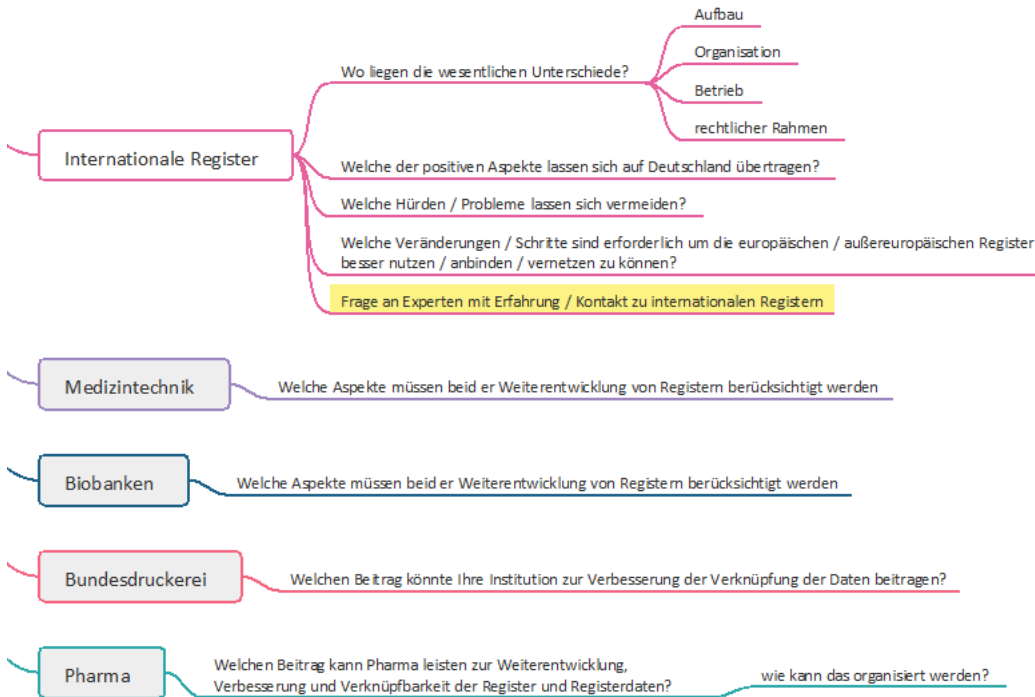 Aufbau
Organisation
Wo liegen die wesentlichen Unterschiede?
Betrieb
rechtlicher Rahmen
Internationale Register
Welche der positiven Aspekte lassen sich auf Deutschland übertragen?
Welche Hürden / Probleme lassen sich vermeiden?
Welche Veränderungen / Schritte sind erforderlich um die europäischen / außereuropäischen Register
besser nutzen / anbinden / vernetzen zu können?
Frage an Experten mit Erfahrung / Kontakt zu internationalen Registern
Medizintechnik
Welche Aspekte müssen beid er Weiterentwicklung von Registern berücksichtigt werden
Biobanken
Welche Aspekte müssen beid er Weiterentwicklung von Registern berücksichtigt werden
Bundesdruckerei
Welchen Beitrag könnte Ihre Institution zur Verbesserung der Verknüpfung der Daten beitragen?
Pharma
Welchen Beitrag kann Pharma leisten zur Weiterentwicklung,
Verbesserung und Verknüpfbarkeit der Register und Registerdaten?
wie kann das organisiert werden?